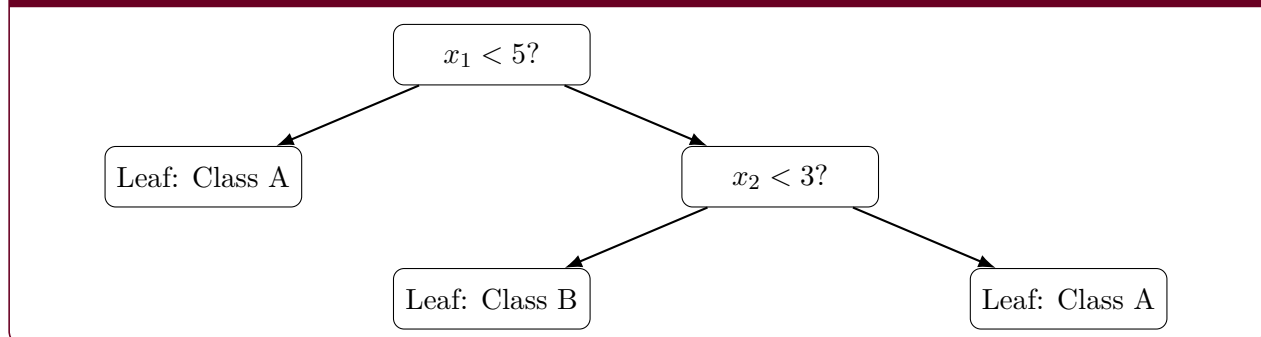 x₁ < 5?
Leaf: Class A
x₂ < 3?
Leaf: Class B
Leaf: Class A